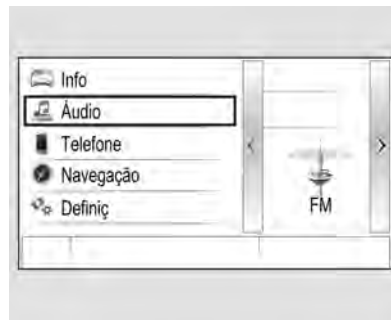 Info
Áudio
Telefone
Navegação
Definiç
FM